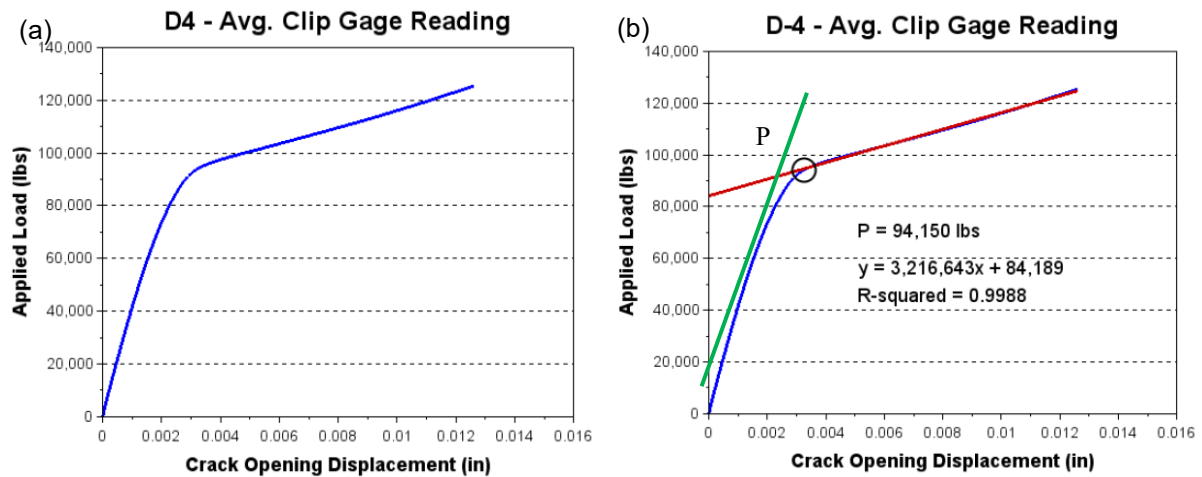 (a)
D4 - Avg. Clip Gage Reading
140,000
120,000
100,000
80,000
60,000
40,000
20,000
0
0 0.002 0.004 0.006 0.008 0.01 0.012 0.014 0.016
Applied Load (lbs)
Crack Opening Displacement (in)
(b)
D-4 - Avg. Clip Gage Reading
140,000
120,000
100,000
80,000
60,000
40,000
20,000
0
P
P = 94,150 lbs
y = 3,216,643x + 84,189
R-squared = 0.9988
0 0.002 0.004 0.006 0.008 0.01 0.012 0.014 0.016
Applied Load (lbs)
Crack Opening Displacement (in)